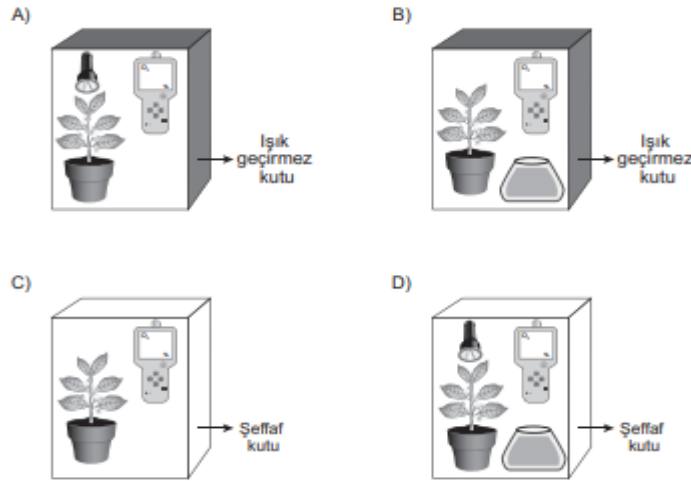 A)
B)
Işık
geçirmez
kutu
Işık
geçirmez
kutu
C)
D)
Şeffaf
kutu
Şeffaf
kutu